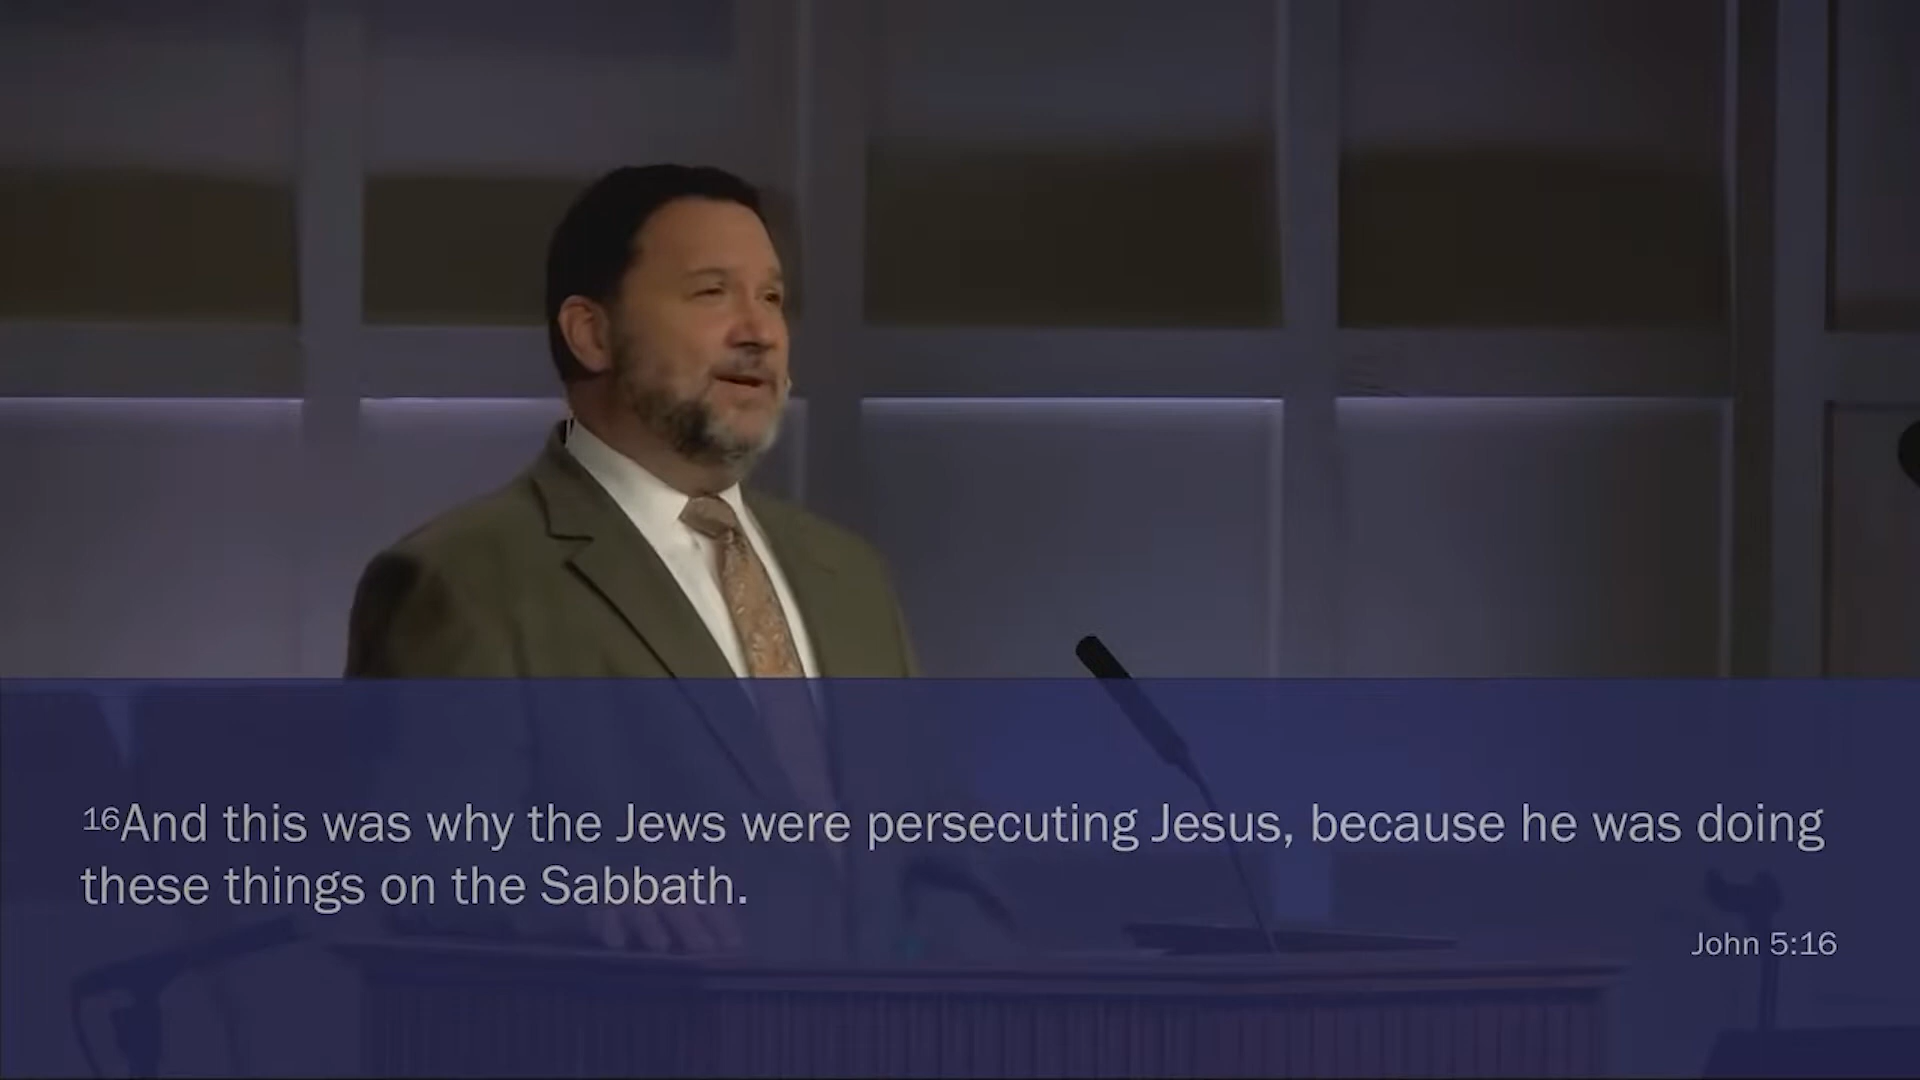 16And this was why the Jews were persecuting Jesus, because he was doing
these things on the Sabbath.
John 5:16